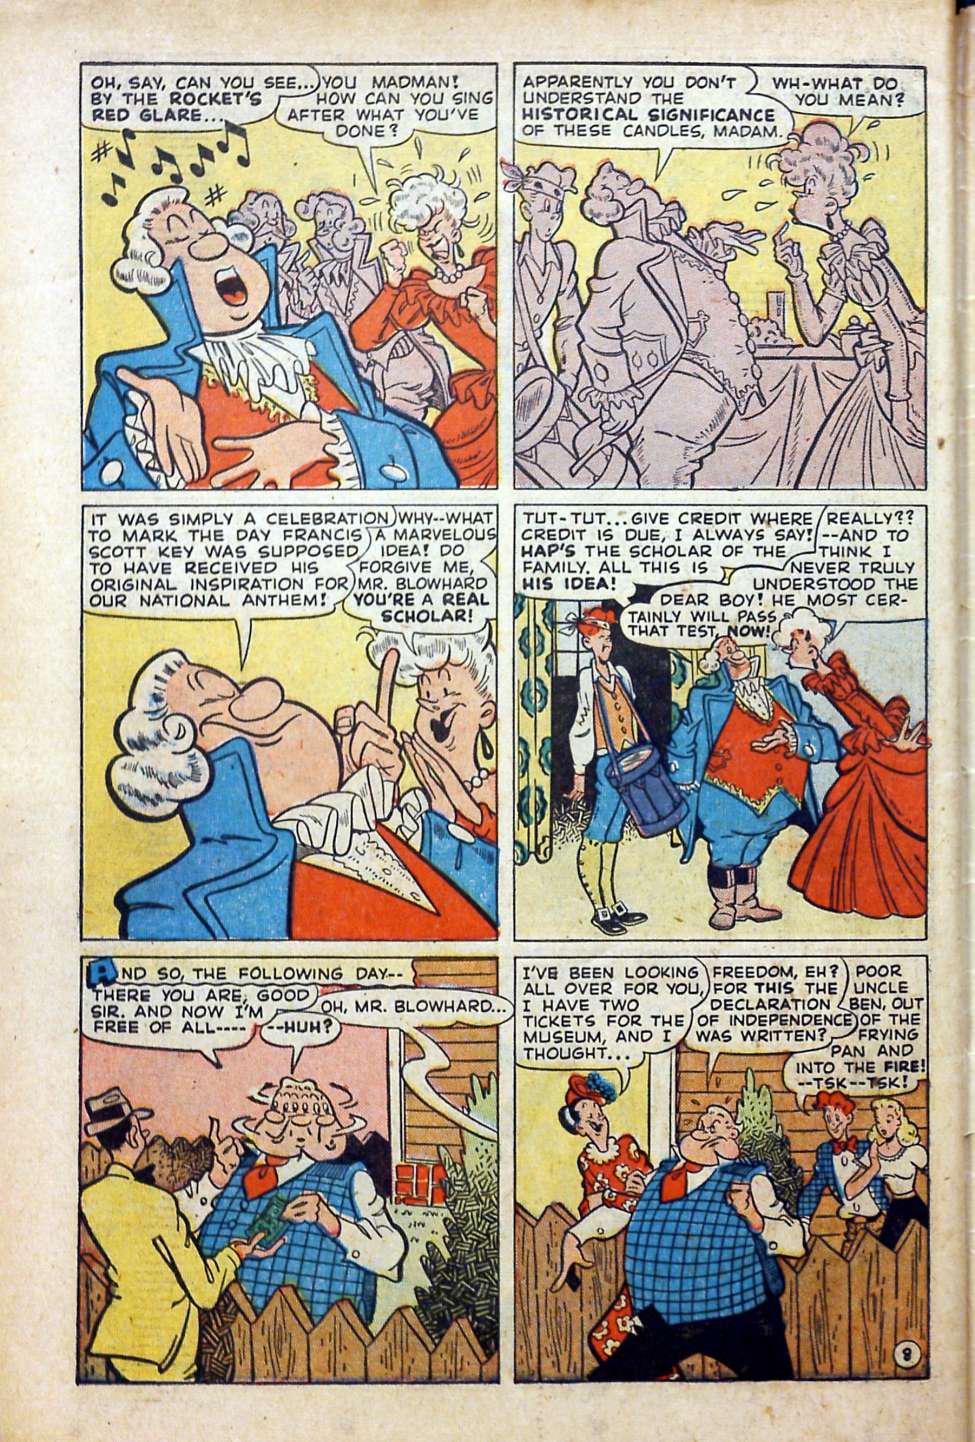 OH, SAY, CAN YOU SEE...
BY THE ROCKET'S
RED GLARE...
YOU MADMAN!
HOW CAN YOU SING
AFTER WHAT YOU'VE
DONE?
APPARENTLY YOU DON'T
UNDERSTAND THE
HISTORICAL SIGNIFICANCE
OF THESE CANDLES, MADAM.
WH-WHAT DO
YOU MEAN?
IT WAS SIMPLY A CELEBRATION
TO MARK THE DAY FRANCIS
SCOTT KEY WAS SUPPOSED
TO HAVE RECEIVED HIS
ORIGINAL INSPIRATION FOR
OUR NATIONAL ANTHEM!
WHY--WHAT
A MARVELOUS
IDEA! DO
FORGIVE ME,
MR. BLOWHARD
YOU'RE A REAL
SCHOLAR!
TUT-TUT... GIVE CREDIT WHERE
CREDIT IS DUE, I ALWAYS SAY!
HAP'S THE SCHOLAR OF THE
FAMILY. ALL THIS IS
HIS IDEA!
REALLY??
--AND TO
THINK I
NEVER TRULY
UNDERSTOOD THE
DEAR BOY! HE MOST CER-
TAINLY WILL PASS
THAT TEST, NOW!
AND SO, THE FOLLOWING DAY--
THERE YOU ARE, GOOD
SIR. AND NOW I'M
FREE OF ALL----
--HUH?
OH, MR. BLOWHARD...
I'VE BEEN LOOKING
ALL OVER FOR YOU,
I HAVE TWO
TICKETS FOR THE
MUSEUM, AND I
THOUGHT...
FREEDOM, EH?
FOR THIS THE
DECLARATION
OF INDEPENDENCE
WAS WRITTEN?
POOR
UNCLE
BEN, OUT
OF THE
FRYING
PAN AND
INTO THE FIRE!
--TSK--TSK!
8